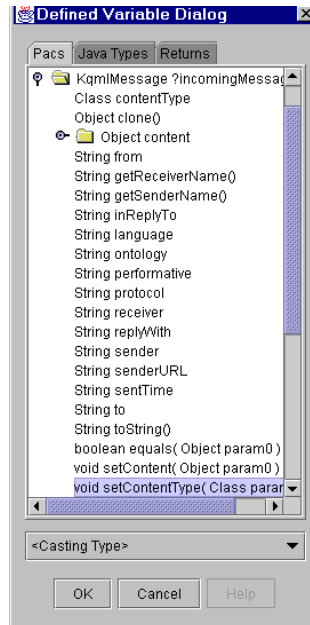 Defined Variable Dialog
Pacs Java Types Returns
KqmlMessage ?incomingMessag
Class contentType
Object clone()
Object content
String from
String getReceiverName()
String getSenderName()
String inReplyTo
String language
String ontology
String performative
String protocol
String receiver
String replyWith
String sender
String senderURL
String sentTime
String to
String toString()
boolean equals( Object param0 )
void setContent( Object param0 )
void setContentType( Class parar
<Casting Type>
OK Cancel Help